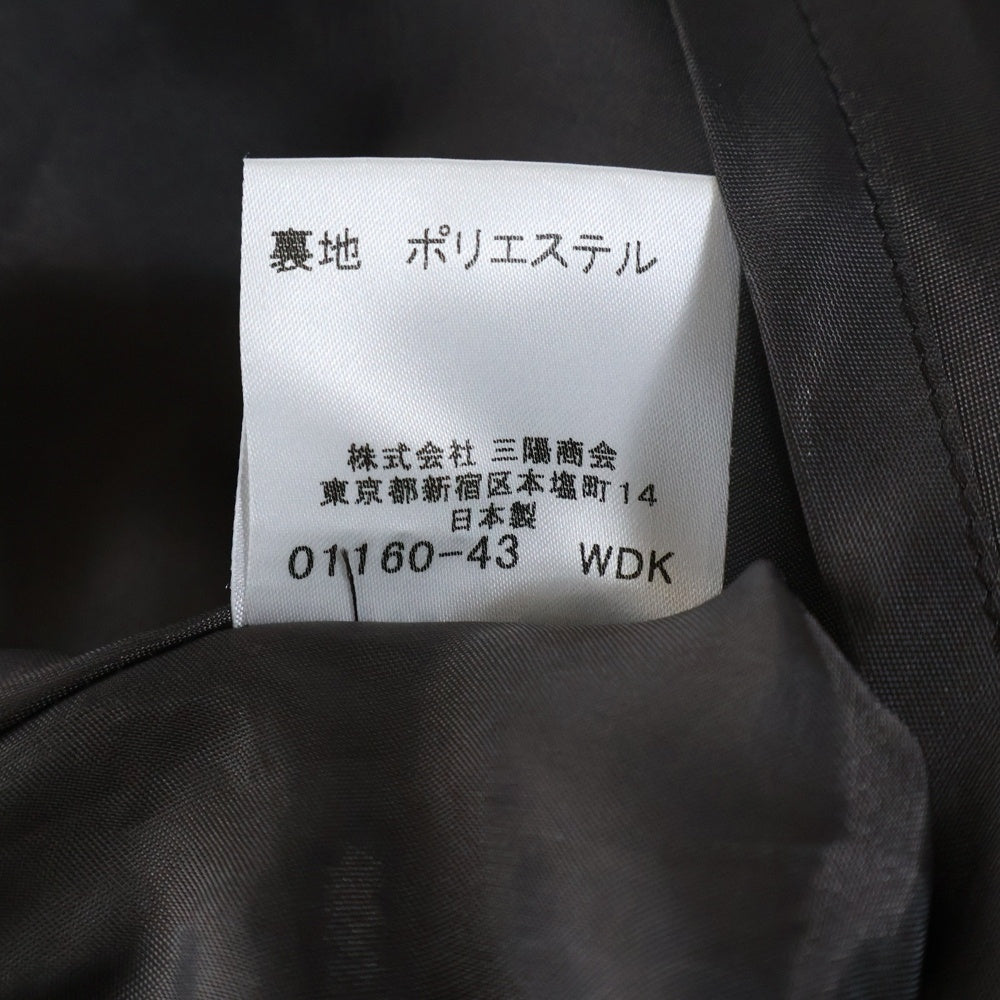 裏地　ポリエステル
株式会社 三陽商会
東京都新宿区本塩町14
日本製
01160-43　WDK